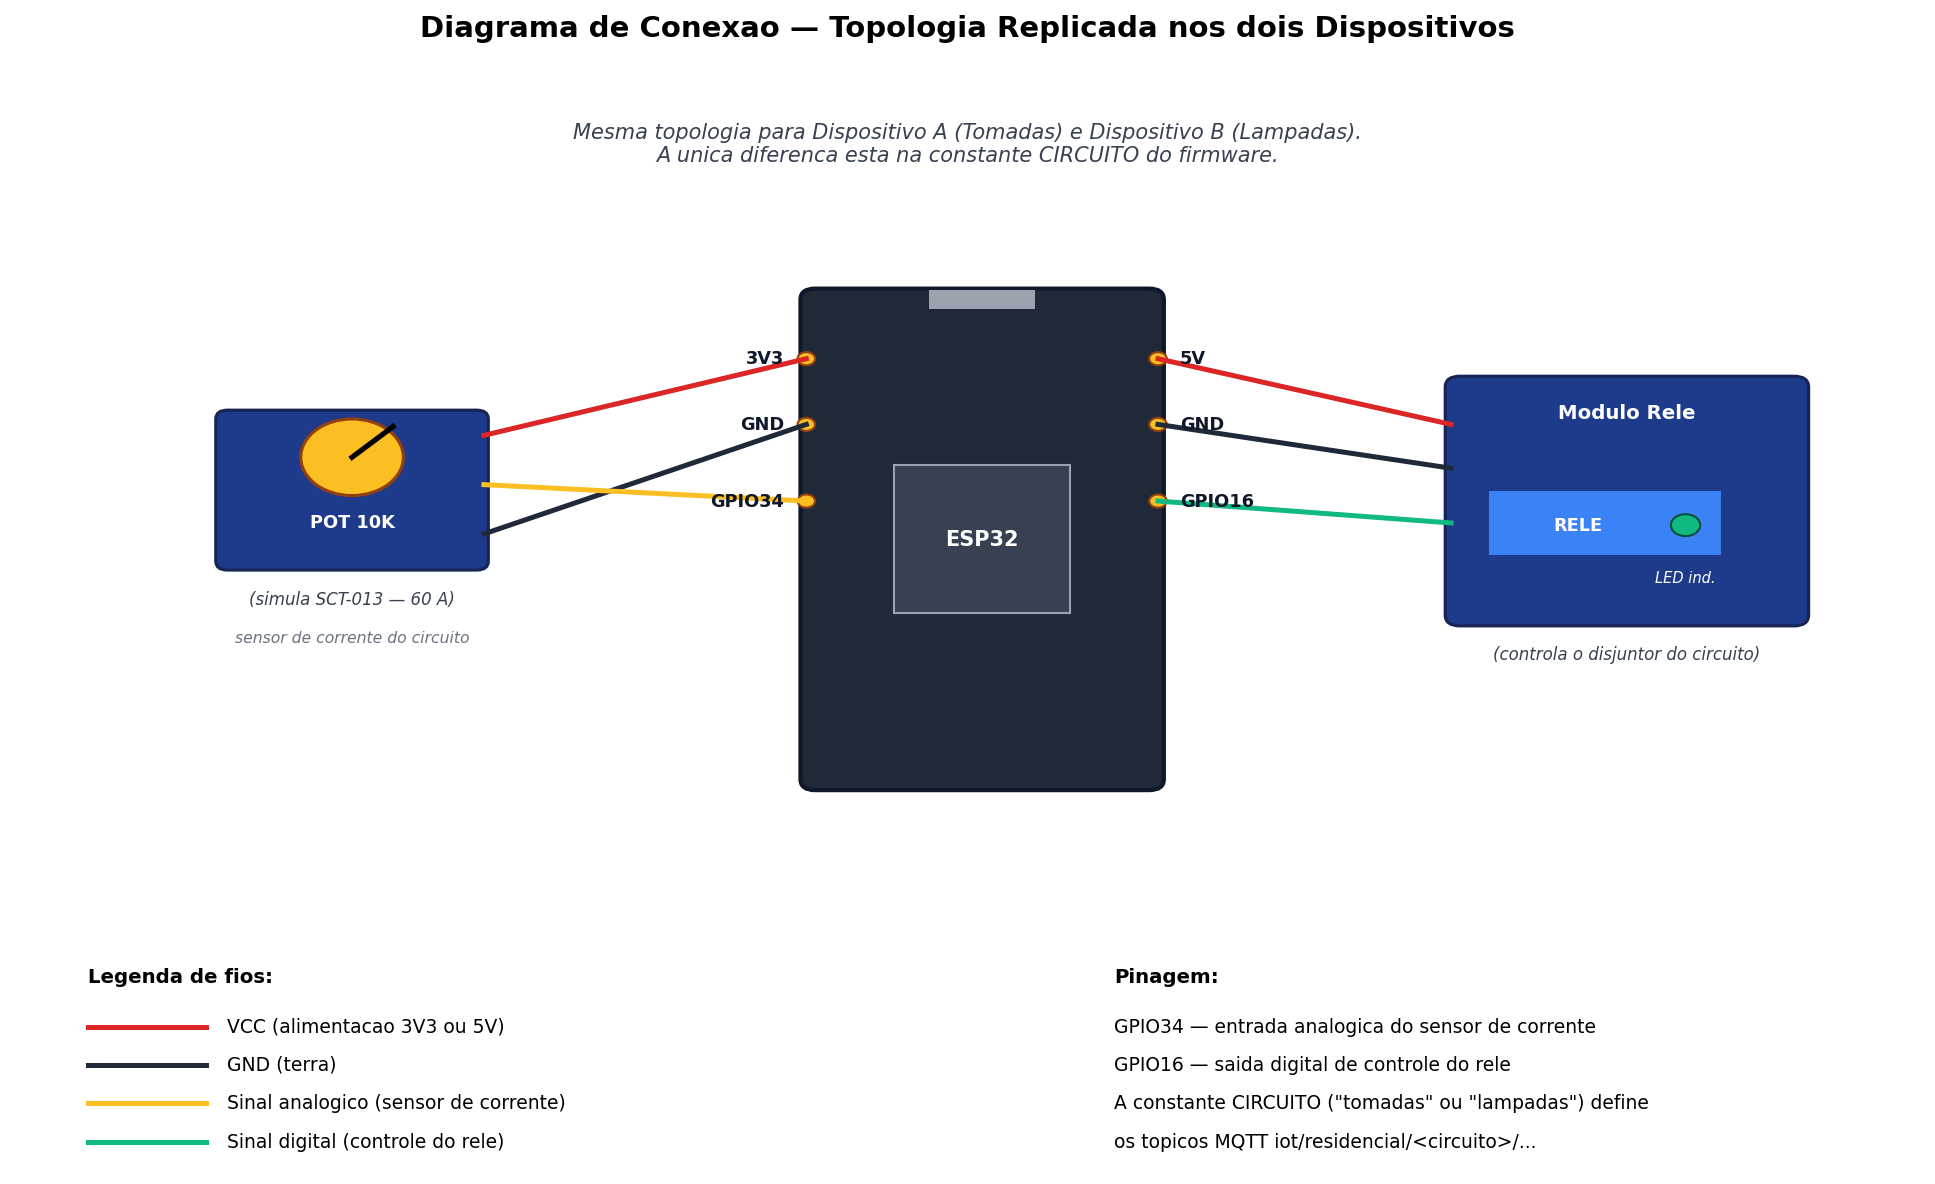 Diagrama de Conexao — Topologia Replicada nos dois Dispositivos
Mesma topologia para Dispositivo A (Tomadas) e Dispositivo B (Lampadas).
A unica diferenca esta na constante CIRCUITO do firmware.
3V3
GND
GPIO34
5V
GND
GPIO16
POT 10K
(simula SCT-013 — 60 A)
sensor de corrente do circuito
ESP32
Modulo Rele
RELE
LED ind.
(controla o disjuntor do circuito)
Legenda de fios:
VCC (alimentacao 3V3 ou 5V)
GND (terra)
Sinal analogico (sensor de corrente)
Sinal digital (controle do rele)
Pinagem:
GPIO34 — entrada analogica do sensor de corrente
GPIO16 — saida digital de controle do rele
A constante CIRCUITO ("tomadas" ou "lampadas") define
os topicos MQTT iot/residencial/<circuito>/...